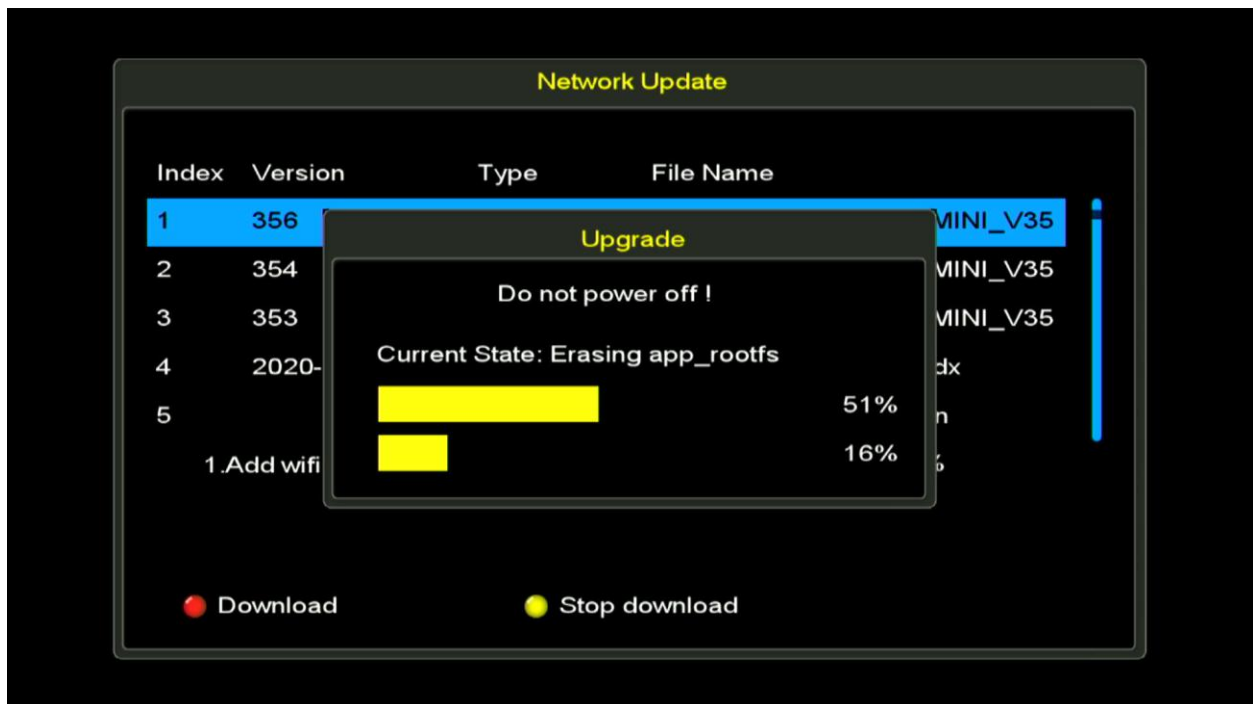 Network Update
Index Version Type File Name
1 356 MINI_V35
2 354 MINI_V35
3 353 MINI_V35
4 2020-
5
1.Add wifi
Upgrade
Do not power off !
Current State: Erasing app_rootfs
51%
16%
Download Stop download